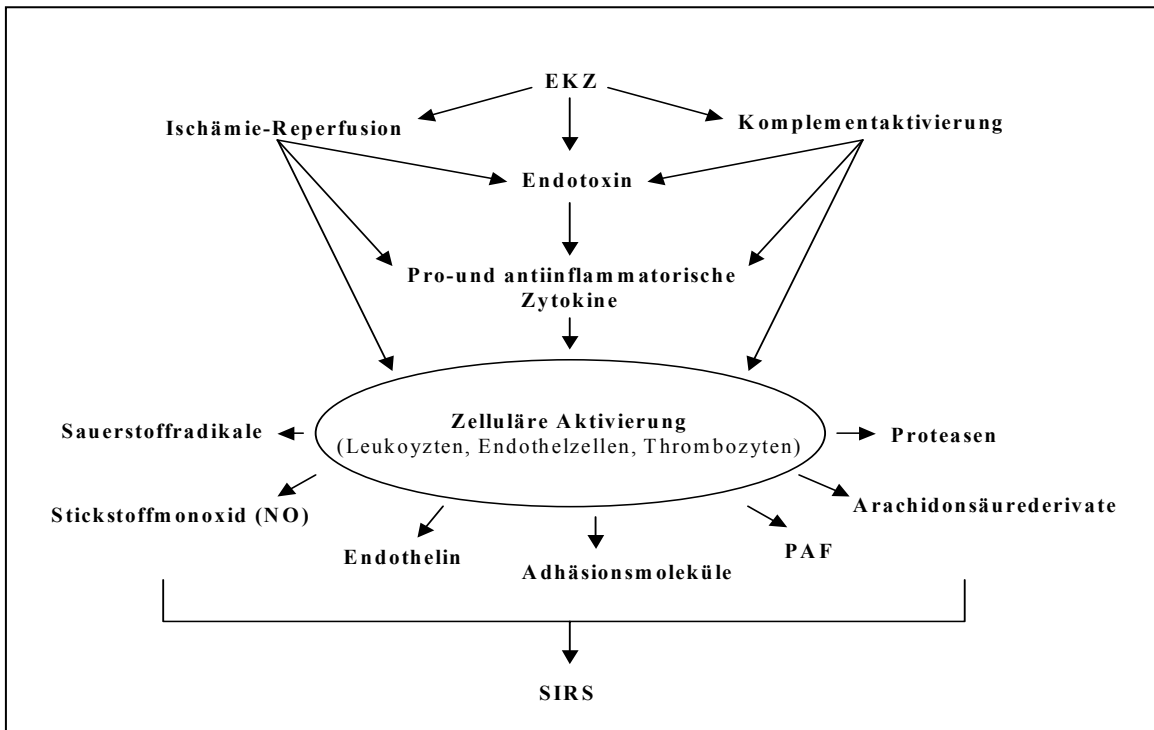 EKZ
Ischämie-Reperfusion
Komplementaktivierung
Endotoxin
Pro-und antiinflammatorische
Zytokine
Zelluläre Aktivierung
(Leukoyzten, Endothelzellen, Thrombozyten)
Sauerstoffradikale
Proteasen
Stickstoffmonoxid (NO)
Arachidonsäurederivate
Endothelin
PAF
Adhäsionsmoleküle
SIRS